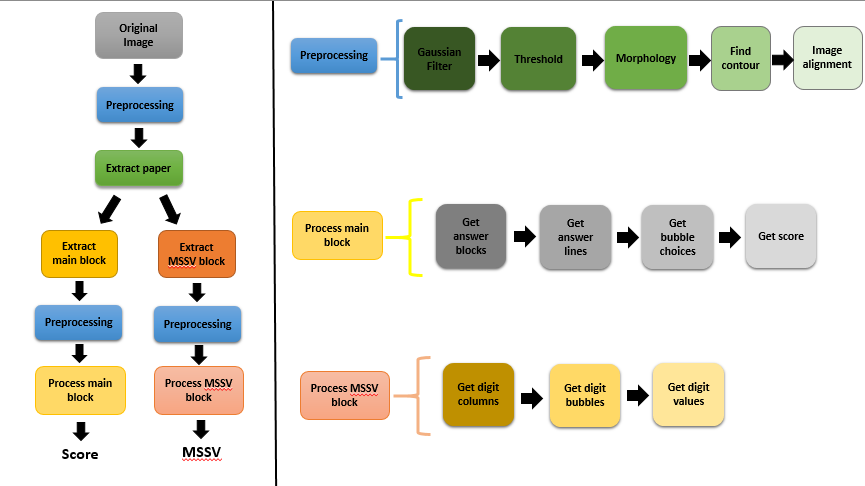 Original
Image
Preprocessing
Extract paper
Extract
main block
Extract
MSSV block
Preprocessing
Preprocessing
Process main
block
Process MSSV
block
Score
MSSV
Preprocessing
Gaussian
Filter
Threshold
Morphology
Find
contour
Image
alignment
Process main
block
Get
answer
blocks
Get
answer
lines
Get
bubble
choices
Get score
Process MSSV
block
Get digit
columns
Get digit
bubbles
Get digit
values